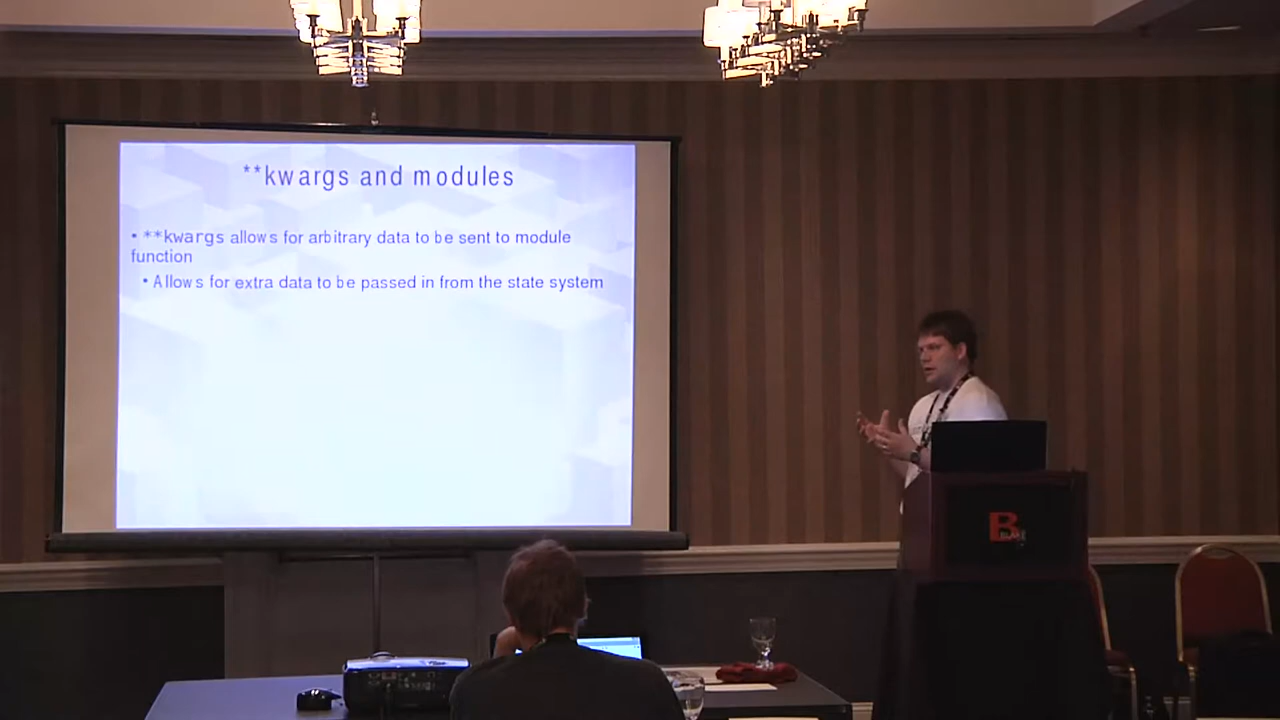 **kwargs and modules
• **kwargs allows for arbitrary data to be sent to module
function
• Allows for extra data to be passed in from the state system
B